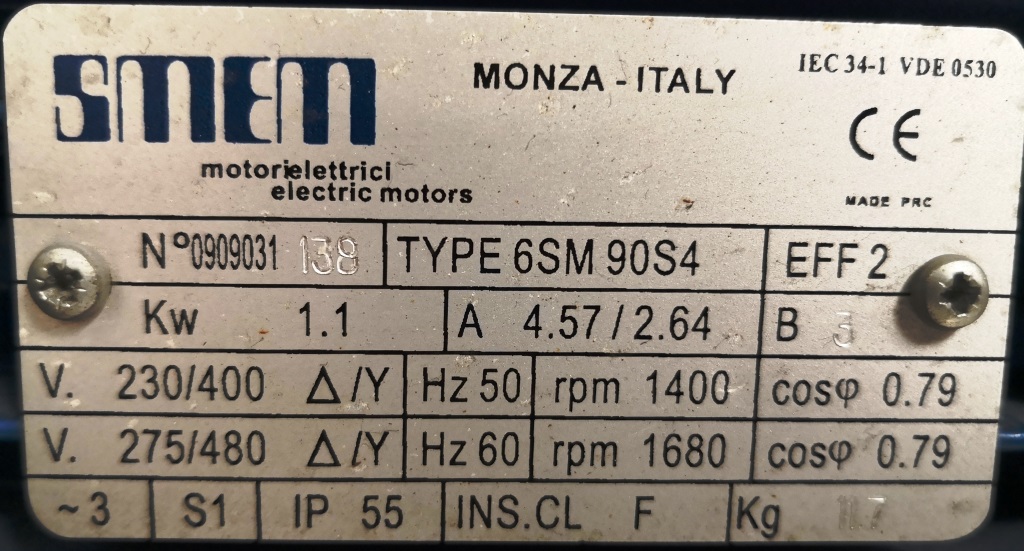 SMEM
MONZA - ITALY
IEC 34-1 VDE 0530
CE
motorielettrici
electric motors
MADE PRC
N° 0909031 138 TYPE 6SM 90S4 EFF 2
Kw 1.1 A 4.57 / 2.64 B 3
V. 230/400 Δ/Y Hz 50 rpm 1400 cosφ 0.79
V. 275/480 Δ/Y Hz 60 rpm 1680 cosφ 0.79
~3 S1 IP 55 INS.CL F Kg